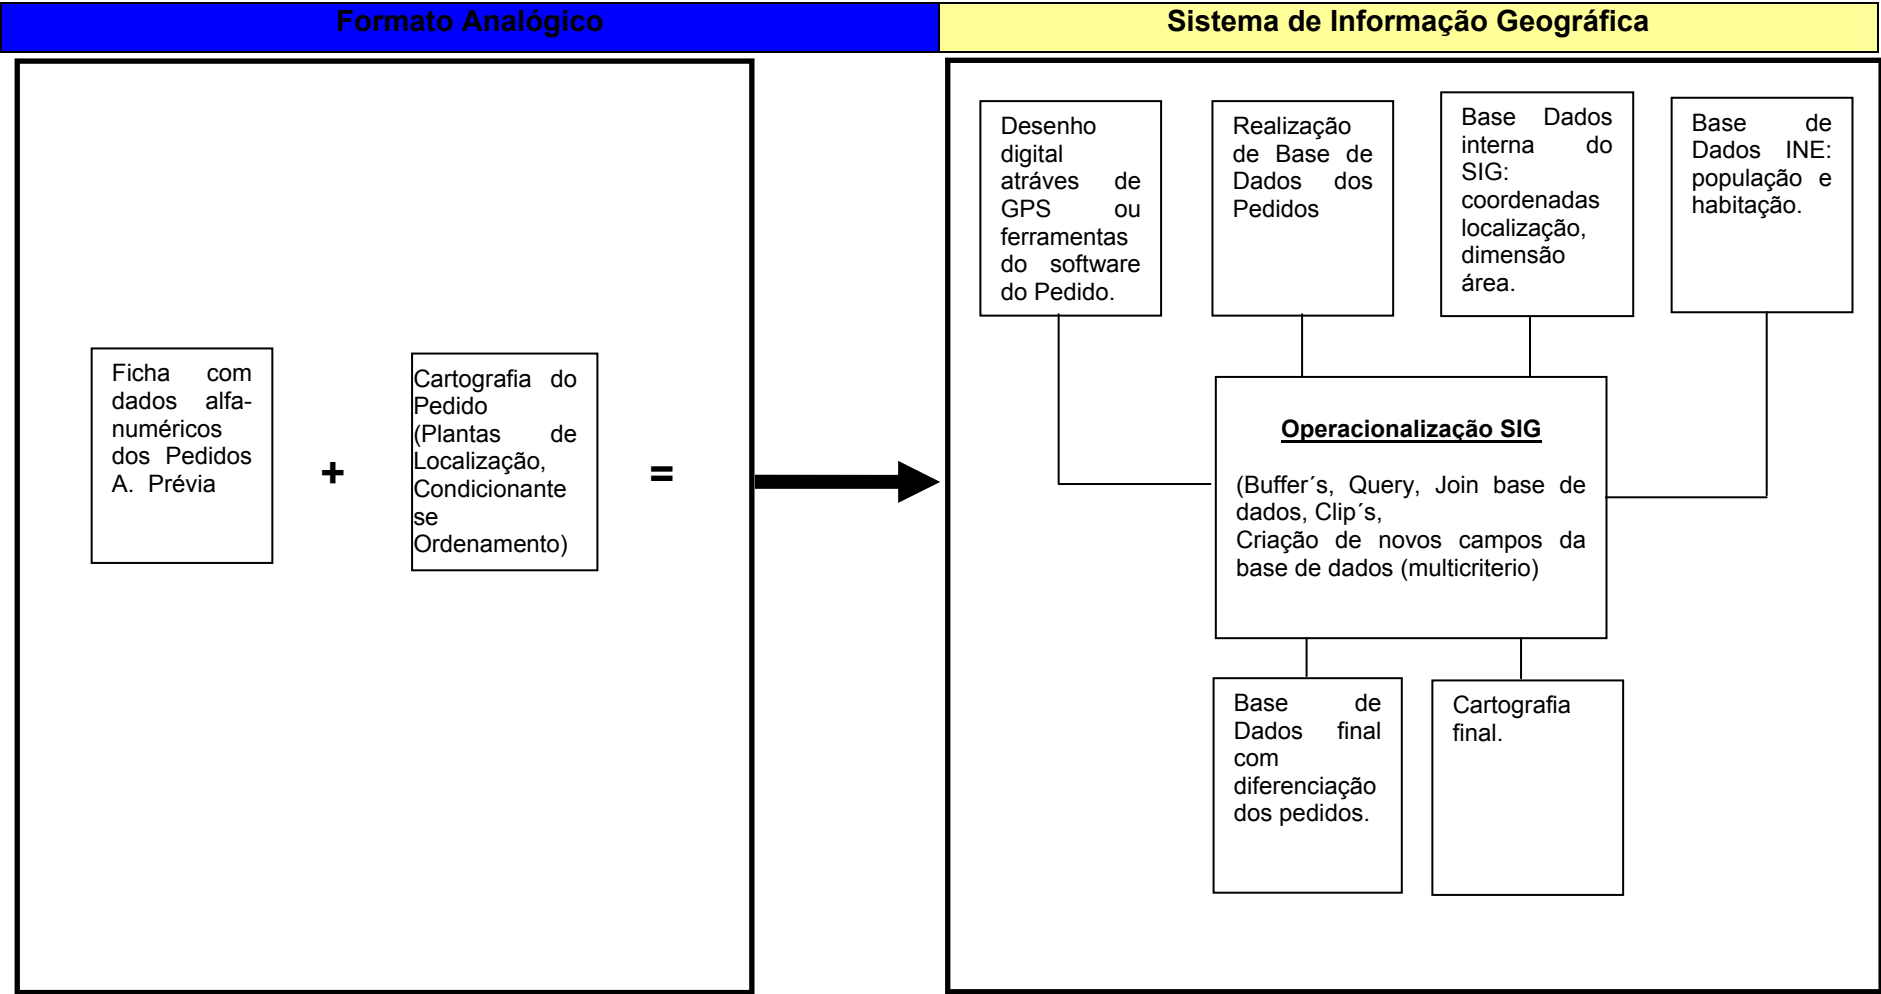 Formato Analógico
Sistema de Informação Geográfica
Ficha com
dados alfa-
numéricos
dos Pedidos
A. Prévia
+
Cartografia do
Pedido
(Plantas de
Localização,
Condicionante
se
Ordenamento)
=
Desenho
digital
atráves de
GPS ou
ferramentas
do software
do Pedido.
Realização
de Base de
Dados dos
Pedidos
Base Dados
interna do
SIG:
coordenadas
localização,
dimensão
área.
Base de
Dados INE:
população e
habitação.
Operacionalização SIG
(Buffer´s, Query, Join base de
dados, Clip´s,
Criação de novos campos da
base de dados (multicriterio)
Base de
Dados final
com
diferenciação
dos pedidos.
Cartografia
final.